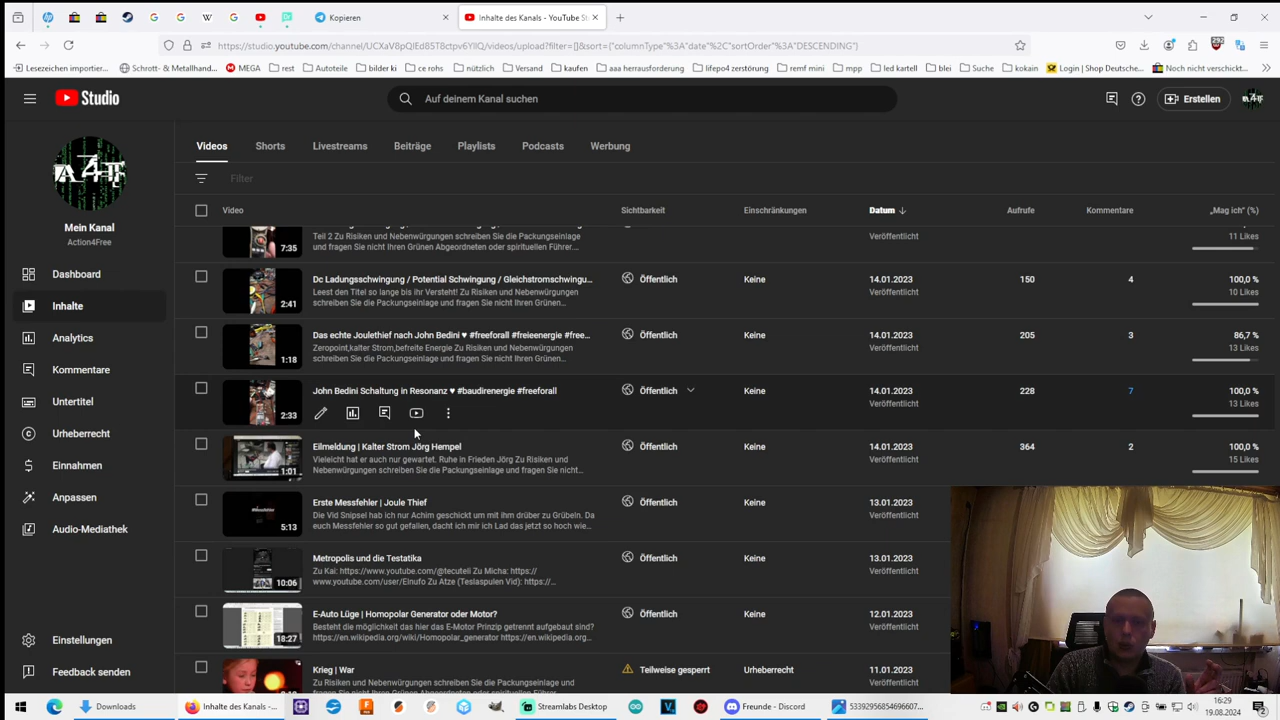 Kopieren
Inhalte des Kanals - YouTube St
https://studio.youtube.com/channel/UCXaV8pQlEd85T8ctpv6YllQ/videos/upload?filter=[]&sort={"columnType"%3A"date"%2C"sortOrder"%3A"DESCENDING"}
292
Lesezeichen importier...
Schrott- & Metallhand...
MEGA
rest
Autoteile
bilder ki
ce rohs
nützlich
Versand
kaufen
aaa herrausforderung
lifepo4 zerstörung
remf mini
mpp
led kartell
blei
Suche
kokain
Login | Shop Deutsche...
Noch nicht verschickt...
Studio
Auf deinem Kanal suchen
Erstellen
A4F
Mein Kanal
Action4Free
Dashboard
Inhalte
Analytics
Kommentare
Untertitel
Urheberrecht
Einnahmen
Anpassen
Audio-Mediathek
Einstellungen
Feedback senden
Videos Shorts Livestreams Beiträge Playlists Podcasts Werbung
Filter
Video Sichtbarkeit Einschränkungen Datum Aufrufe Kommentare „Mag ich" (%)
7:35
Teil 2 Zu Risiken und Nebenwürgungen schreiben Sie die Packungseinlage
und fragen Sie nicht Ihren Grünen Abgeordneten oder spirituellen Führer...
Veröffentlicht
11 Likes
2:41
Dc Ladungsschwingung / Potential Schwingung / Gleichstromschwingu...
Leest den Titel so lange bis ihr Versteht! Zu Risiken und Nebenwürgungen
schreiben Sie die Packungseinlage und fragen Sie nicht Ihren Grünen...
Öffentlich Keine 14.01.2023 150 4 100,0 %
Veröffentlicht
10 Likes
1:18
Das echte Joulethief nach John Bedini ♥ #freeforall #freieenergie #free...
Zeropoint,kalter Strom,befreite Energie Zu Risiken und Nebenwürgungen
schreiben Sie die Packungseinlage und fragen Sie nicht Ihren Grünen...
Öffentlich Keine 14.01.2023 205 3 86,7 %
Veröffentlicht
13 Likes
2:33
John Bedini Schaltung in Resonanz ♥ #baudirenergie #freeforall
Öffentlich Keine 14.01.2023 228 7 100,0 %
Veröffentlicht
13 Likes
1:01
Eilmeldung | Kalter Strom Jörg Hempel
Vieleicht hat er auch nur gewartet. Ruhe in Frieden Jörg Zu Risiken und
Nebenwürgungen schreiben Sie die Packungseinlage und fragen Sie nicht...
Öffentlich Keine 14.01.2023 364 2 100,0 %
Veröffentlicht
15 Likes
5:13
Erste Messfehler | Joule Thief
Die Vid Snipsel hab ich nur Achim geschickt um mit ihm drüber zu Grübeln. Da
euch Messfehler so gut gefallen, dacht ich mir ich Lad das jetzt so hoch wie...
Öffentlich Keine 13.01.2023
Veröffentlicht
10:06
Metropolis und die Testatika
Zu Kai: https://www.youtube.com/@tecuteli Zu Micha: https://
www.youtube.com/user/Elnufo Zu Atze (Teslaspulen Vid): https:/...
Öffentlich Keine 13.01.2023
Veröffentlicht
18:27
E-Auto Lüge | Homopolar Generator oder Motor?
Besteht die möglichkeit das hier das E-Motor Prinzip getrennt aufgebaut sind?
https://en.wikipedia.org/wiki/Homopolar_generator https://en.wikipedia.org/...
Öffentlich Keine 12.01.2023
Veröffentlicht
Krieg | War
Zu Risiken und Nebenwürgungen schreiben Sie die Packungseinlage und
Teilweise gesperrt Urheberrecht 11.01.2023
Veröffentlicht
Downloads
Inhalte des Kanals - Yo...
Streamlabs Desktop
Freunde - Discord
53392956854696607...
16:29
19.08.2024
2